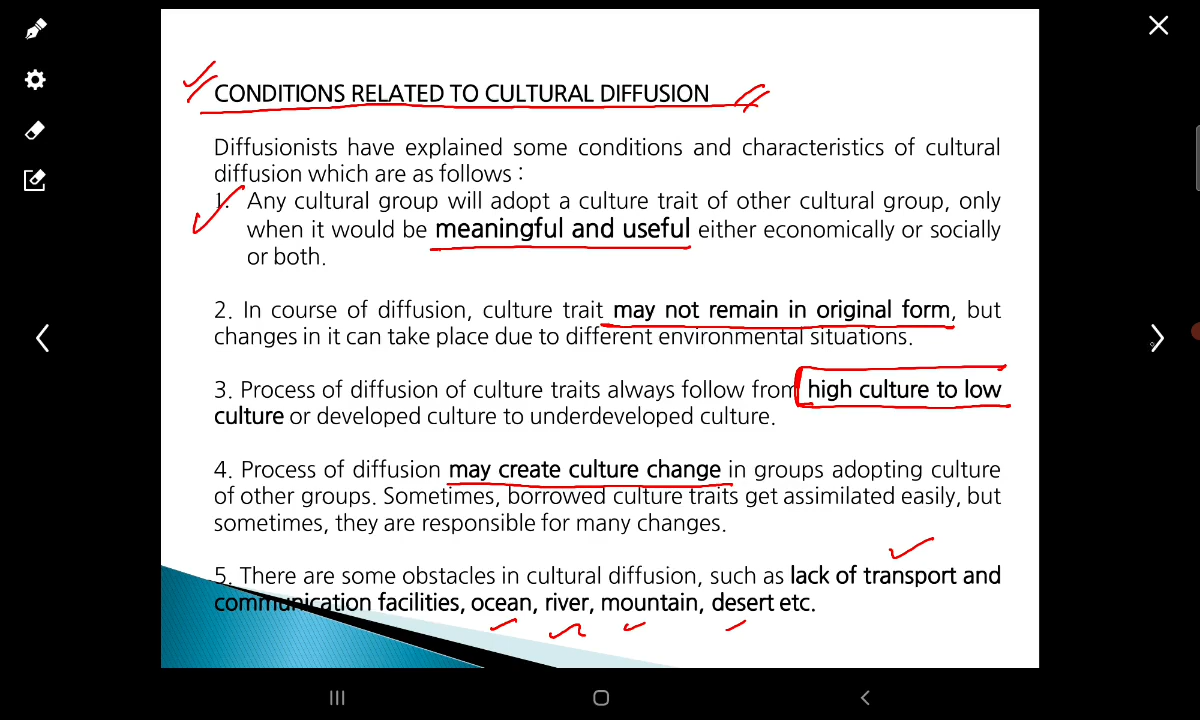 CONDITIONS RELATED TO CULTURAL DIFFUSION
Diffusionists have explained some conditions and characteristics of cultural
diffusion which are as follows :
1. Any cultural group will adopt a culture trait of other cultural group, only
when it would be meaningful and useful either economically or socially
or both.
2. In course of diffusion, culture trait may not remain in original form, but
changes in it can take place due to different environmental situations.
3. Process of diffusion of culture traits always follow from high culture to low
culture or developed culture to underdeveloped culture.
4. Process of diffusion may create culture change in groups adopting culture
of other groups. Sometimes, borrowed culture traits get assimilated easily, but
sometimes, they are responsible for many changes.
5. There are some obstacles in cultural diffusion, such as lack of transport and
communication facilities, ocean, river, mountain, desert etc.